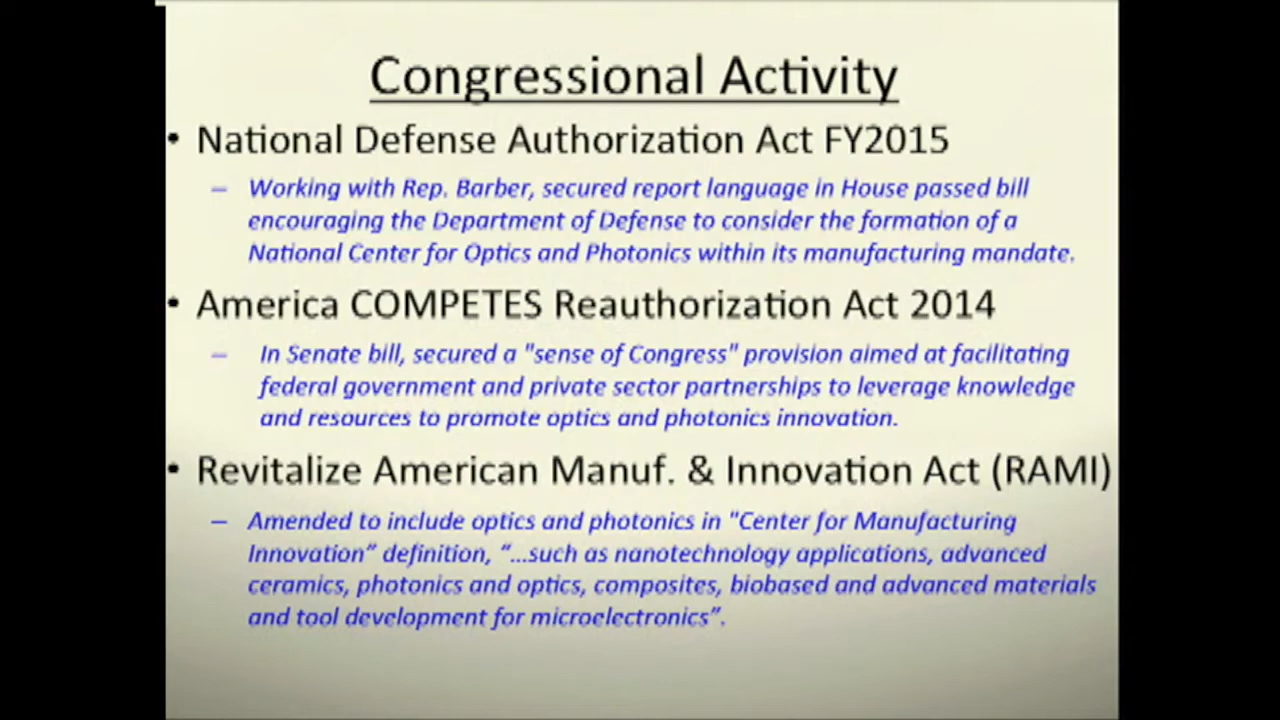 Congressional Activity
• National Defense Authorization Act FY2015
– Working with Rep. Barber, secured report language in House passed bill
encouraging the Department of Defense to consider the formation of a
National Center for Optics and Photonics within its manufacturing mandate.
• America COMPETES Reauthorization Act 2014
– In Senate bill, secured a "sense of Congress" provision aimed at facilitating
federal government and private sector partnerships to leverage knowledge
and resources to promote optics and photonics innovation.
• Revitalize American Manuf. & Innovation Act (RAMI)
– Amended to include optics and photonics in "Center for Manufacturing
Innovation” definition, “…such as nanotechnology applications, advanced
ceramics, photonics and optics, composites, biobased and advanced materials
and tool development for microelectronics”.